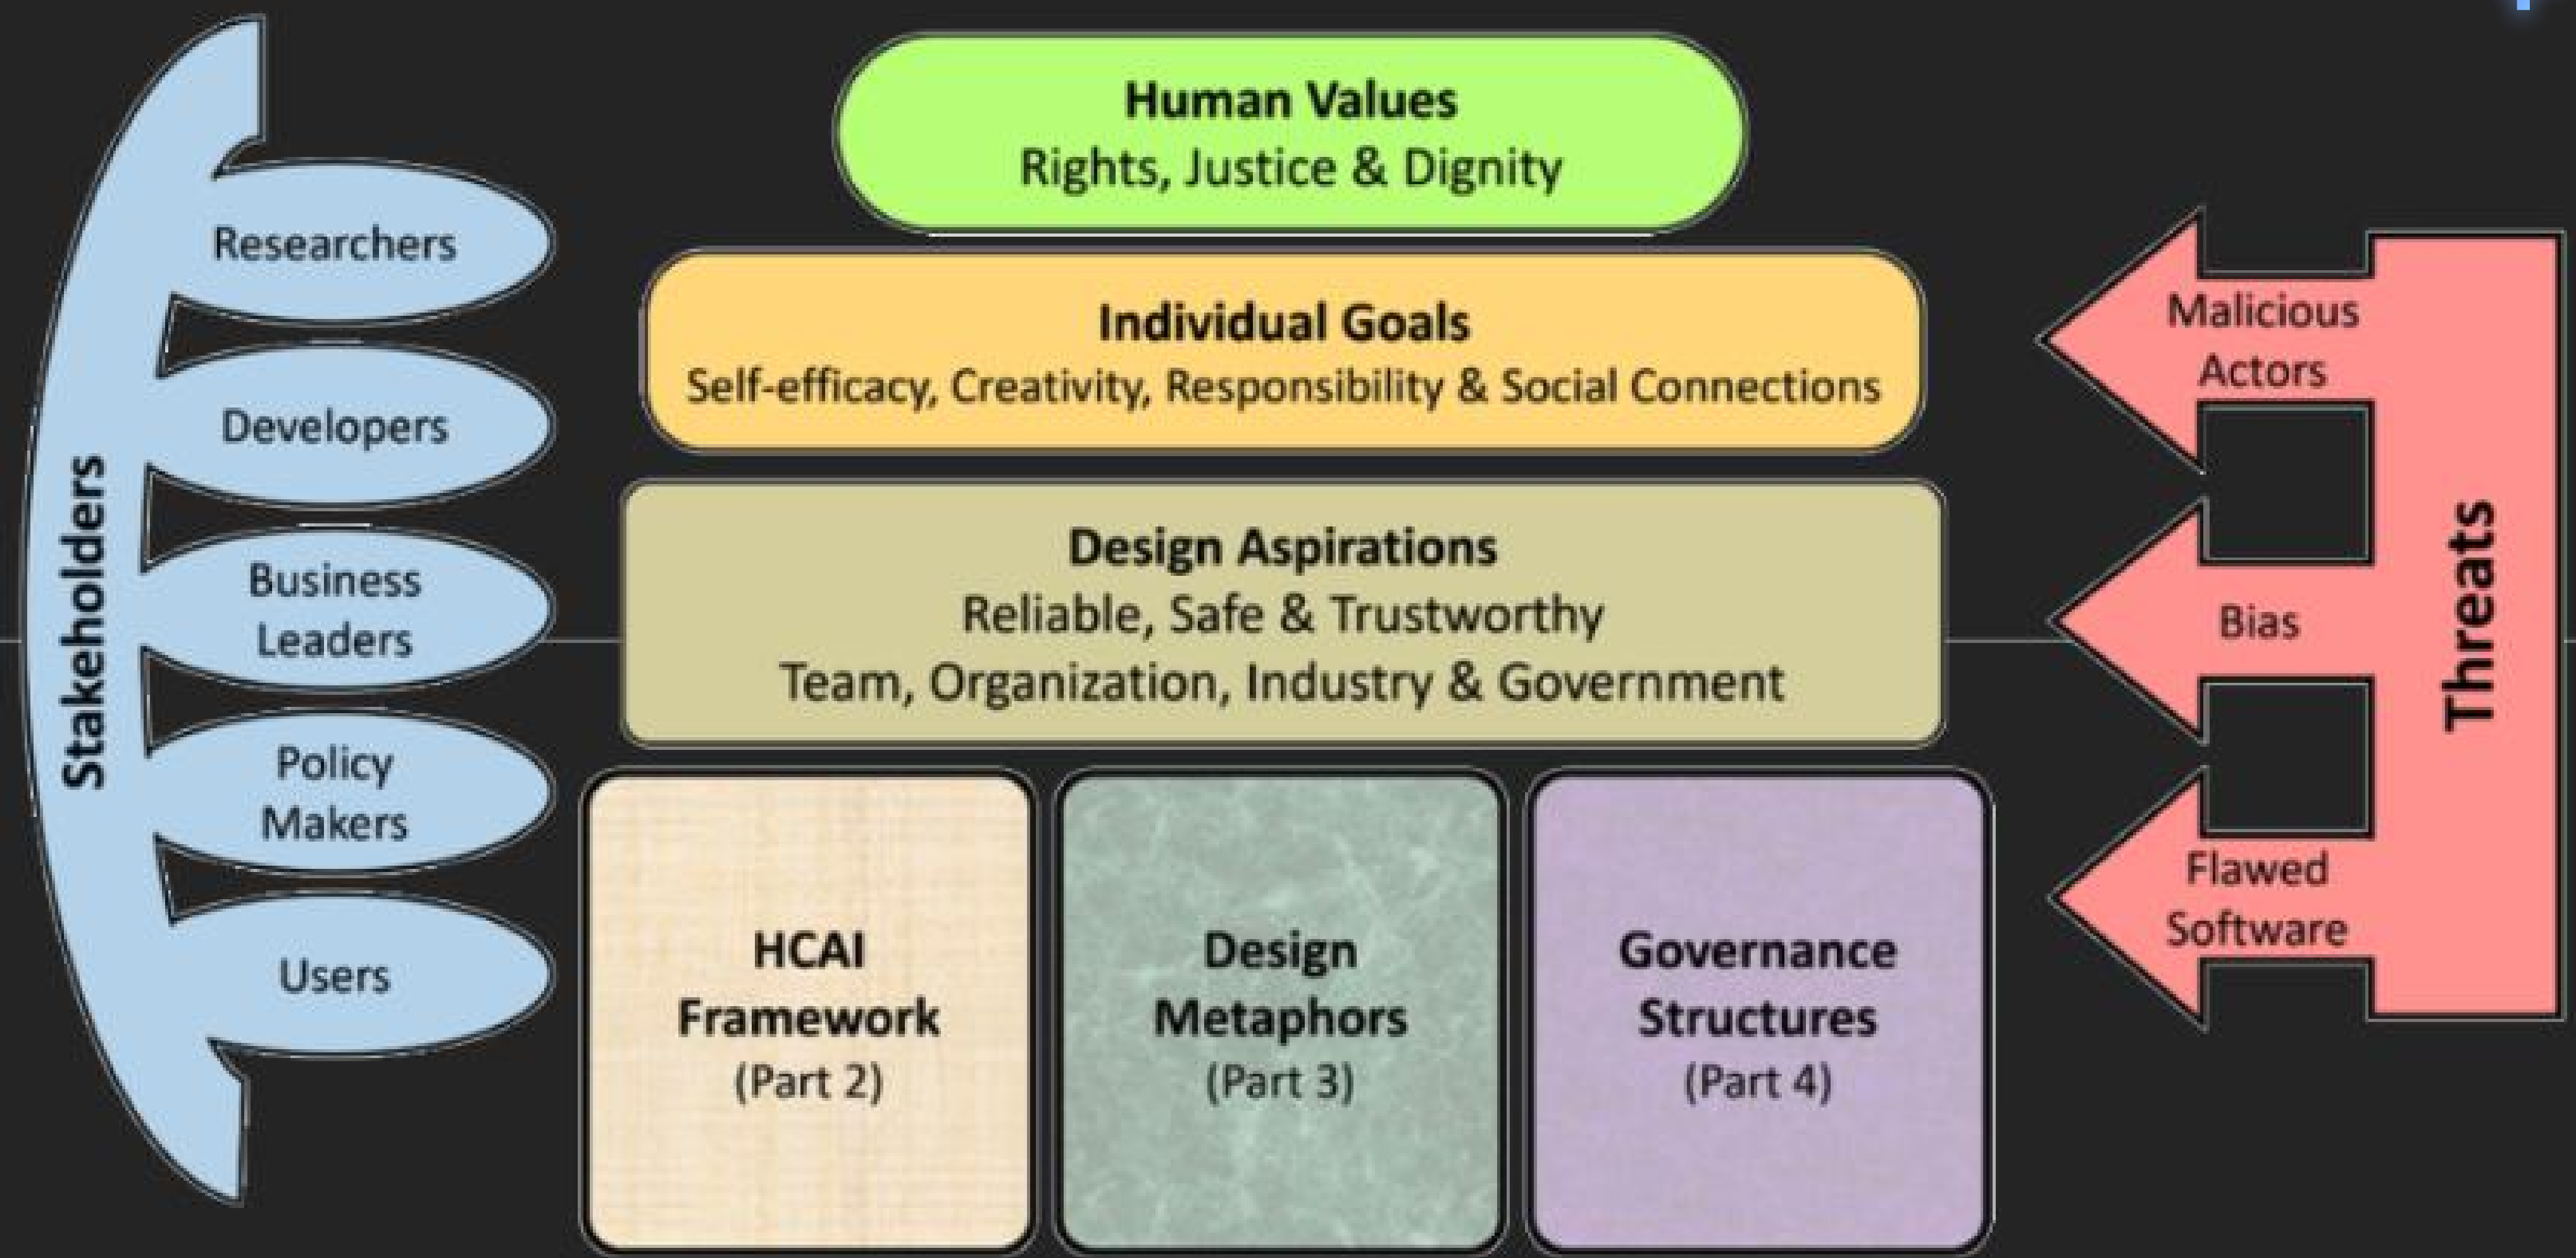 Stakeholders
Researchers
Developers
Business
Leaders
Policy
Makers
Users
Human Values
Rights, Justice & Dignity
Individual Goals
Self-efficacy, Creativity, Responsibility & Social Connections
Design Aspirations
Reliable, Safe & Trustworthy
Team, Organization, Industry & Government
HCAI
Framework
(Part 2)
Design
Metaphors
(Part 3)
Governance
Structures
(Part 4)
Malicious
Actors
Bias
Flawed
Software
Threats